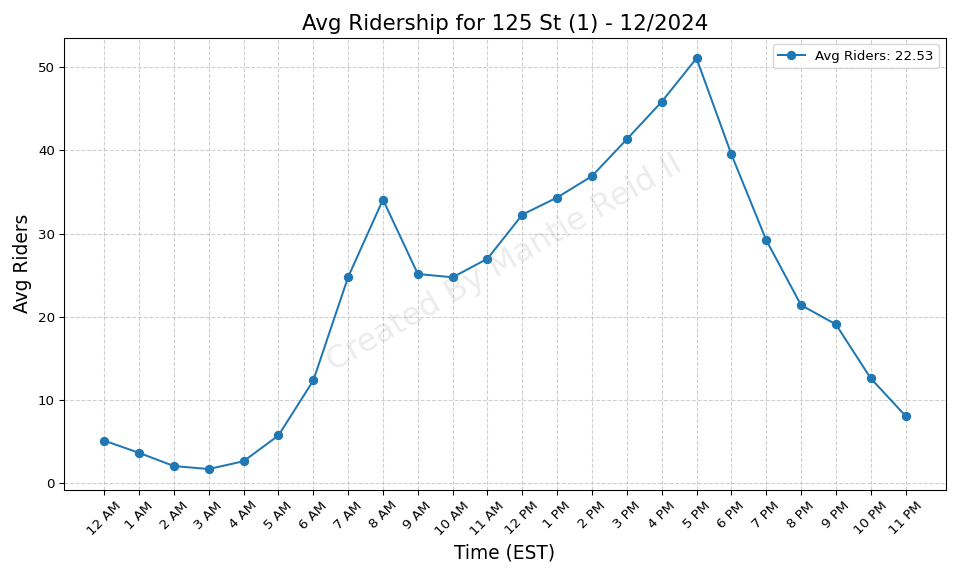 Avg Ridership for 125 St (1) - 12/2024
Avg Riders: 22.53
50
40
30
20
10
0
Avg Riders
Created By Mantie Reid II
12 AM
1 AM
2 AM
3 AM
4 AM
5 AM
6 AM
7 AM
8 AM
9 AM
10 AM
11 AM
12 PM
1 PM
2 PM
3 PM
4 PM
5 PM
6 PM
7 PM
8 PM
9 PM
10 PM
11 PM
Time (EST)